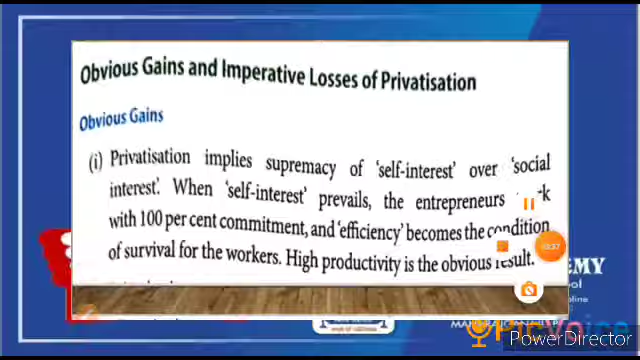 Obvious Gains and Imperative Losses of Privatisation
Obvious Gains
(i) Privatisation implies supremacy of 'self-interest' over 'social
interest'. When 'self-interest' prevails, the entrepreneurs
with 100 per cent commitment, and 'efficiency' becomes the condition
of survival for the workers. High productivity is the obvious result.
PicVoice
PowerDirector